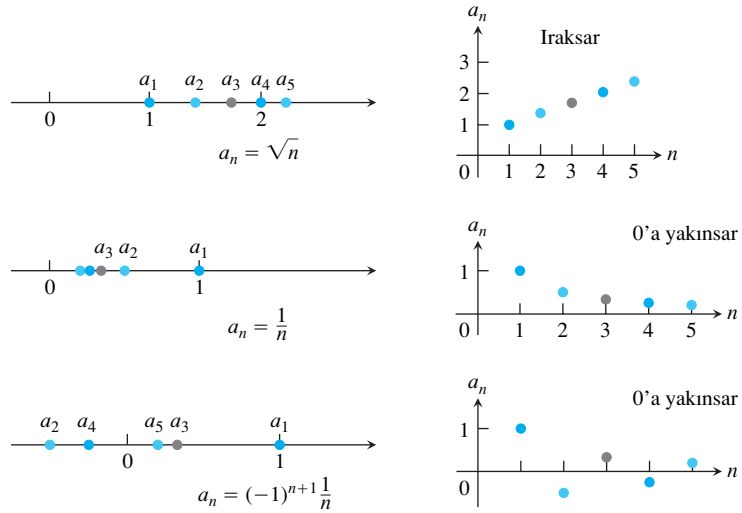 a₁ a₂ a₃ a₄ a₅
0 1 2
aₙ = √n
aₙ
Iraksar
3
2
1
0 1 2 3 4 5 n
a₃ a₂ a₁
0 1
aₙ = 1/n
aₙ
0’a yakınsar
1
0 1 2 3 4 5 n
a₂ a₄ a₅ a₃ a₁
0 1
aₙ = (−1)ⁿ⁺¹ 1/n
aₙ
0’a yakınsar
1
0 n